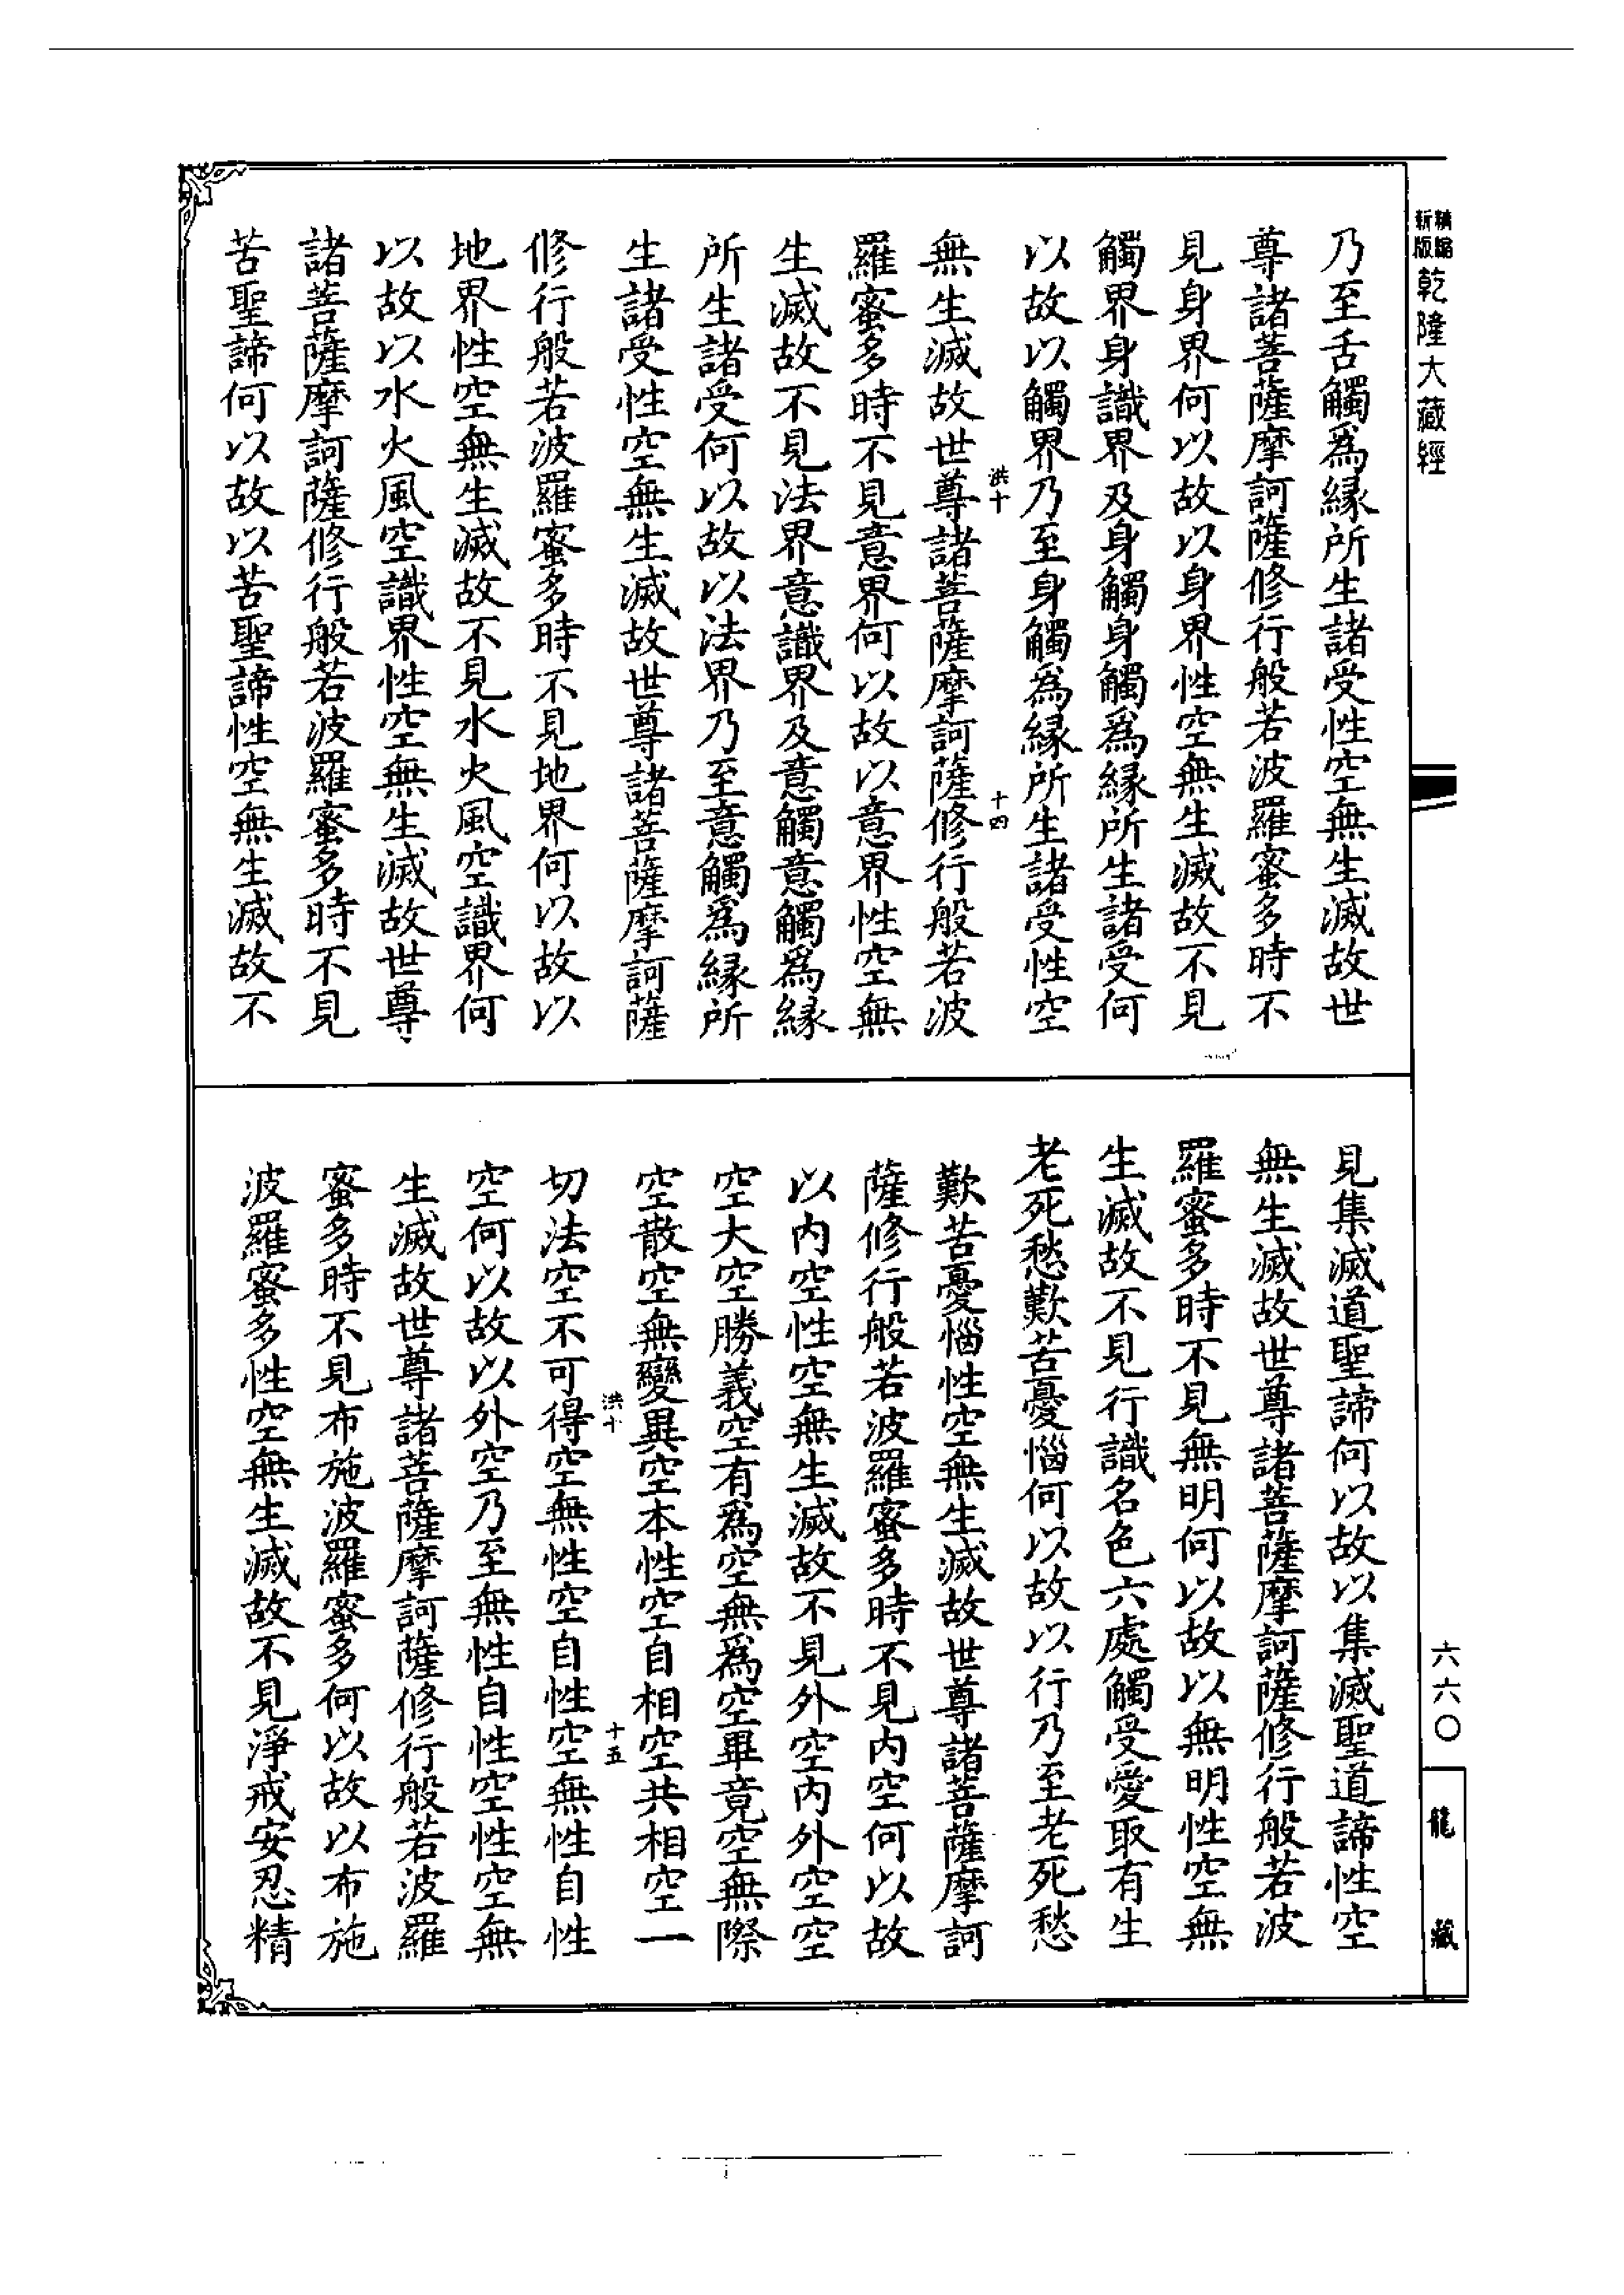 新編縮版乾隆大藏經
乃至舌觸爲縁所生諸受性空無生滅故世
尊諸菩薩摩訶薩修行般若波羅蜜多時不
見身界何以故以身界性空無生滅故不見
觸界身識界及身觸身觸爲縁所生諸受何
以故以觸界乃至身觸爲縁所生諸受性空
洪十
十四
無生滅故世尊諸菩薩摩訶薩修行般若波
羅蜜多時不見意界何以故以意界性空無
生滅故不見法界意識界及意觸意觸爲縁
所生諸受何以故以法界乃至意觸爲縁所
生諸受性空無生滅故世尊諸菩薩摩訶薩
修行般若波羅蜜多時不見地界何以故以
地界性空無生滅故不見水火風空識界何
以故以水火風空識界性空無生滅故世尊
諸菩薩摩訶薩修行般若波羅蜜多時不見
苦聖諦何以故以苦聖諦性空無生滅故不
見集滅道聖諦何以故以集滅聖道諦性空
無生滅故世尊諸菩薩摩訶薩修行般若波
羅蜜多時不見無明何以故以無明性空無
生滅故不見行識名色六處觸受愛取有生
老死愁歎苦憂惱何以故以行乃至老死愁
歎苦憂惱性空無生滅故世尊諸菩薩摩訶
薩修行般若波羅蜜多時不見内空何以故
以内空性空無生滅故不見外空内外空空
空大空勝義空有爲空無爲空畢竟空無際
空散空無變異空本性空自相空共相空一
洪十
十五
切法空不可得空無性空自性空無性自性
空何以故以外空乃至無性自性空性空無
生滅故世尊諸菩薩摩訶薩修行般若波羅
蜜多時不見布施波羅蜜多何以故以布施
波羅蜜多性空無生滅故不見淨戒安忍精
六六〇
龍藏